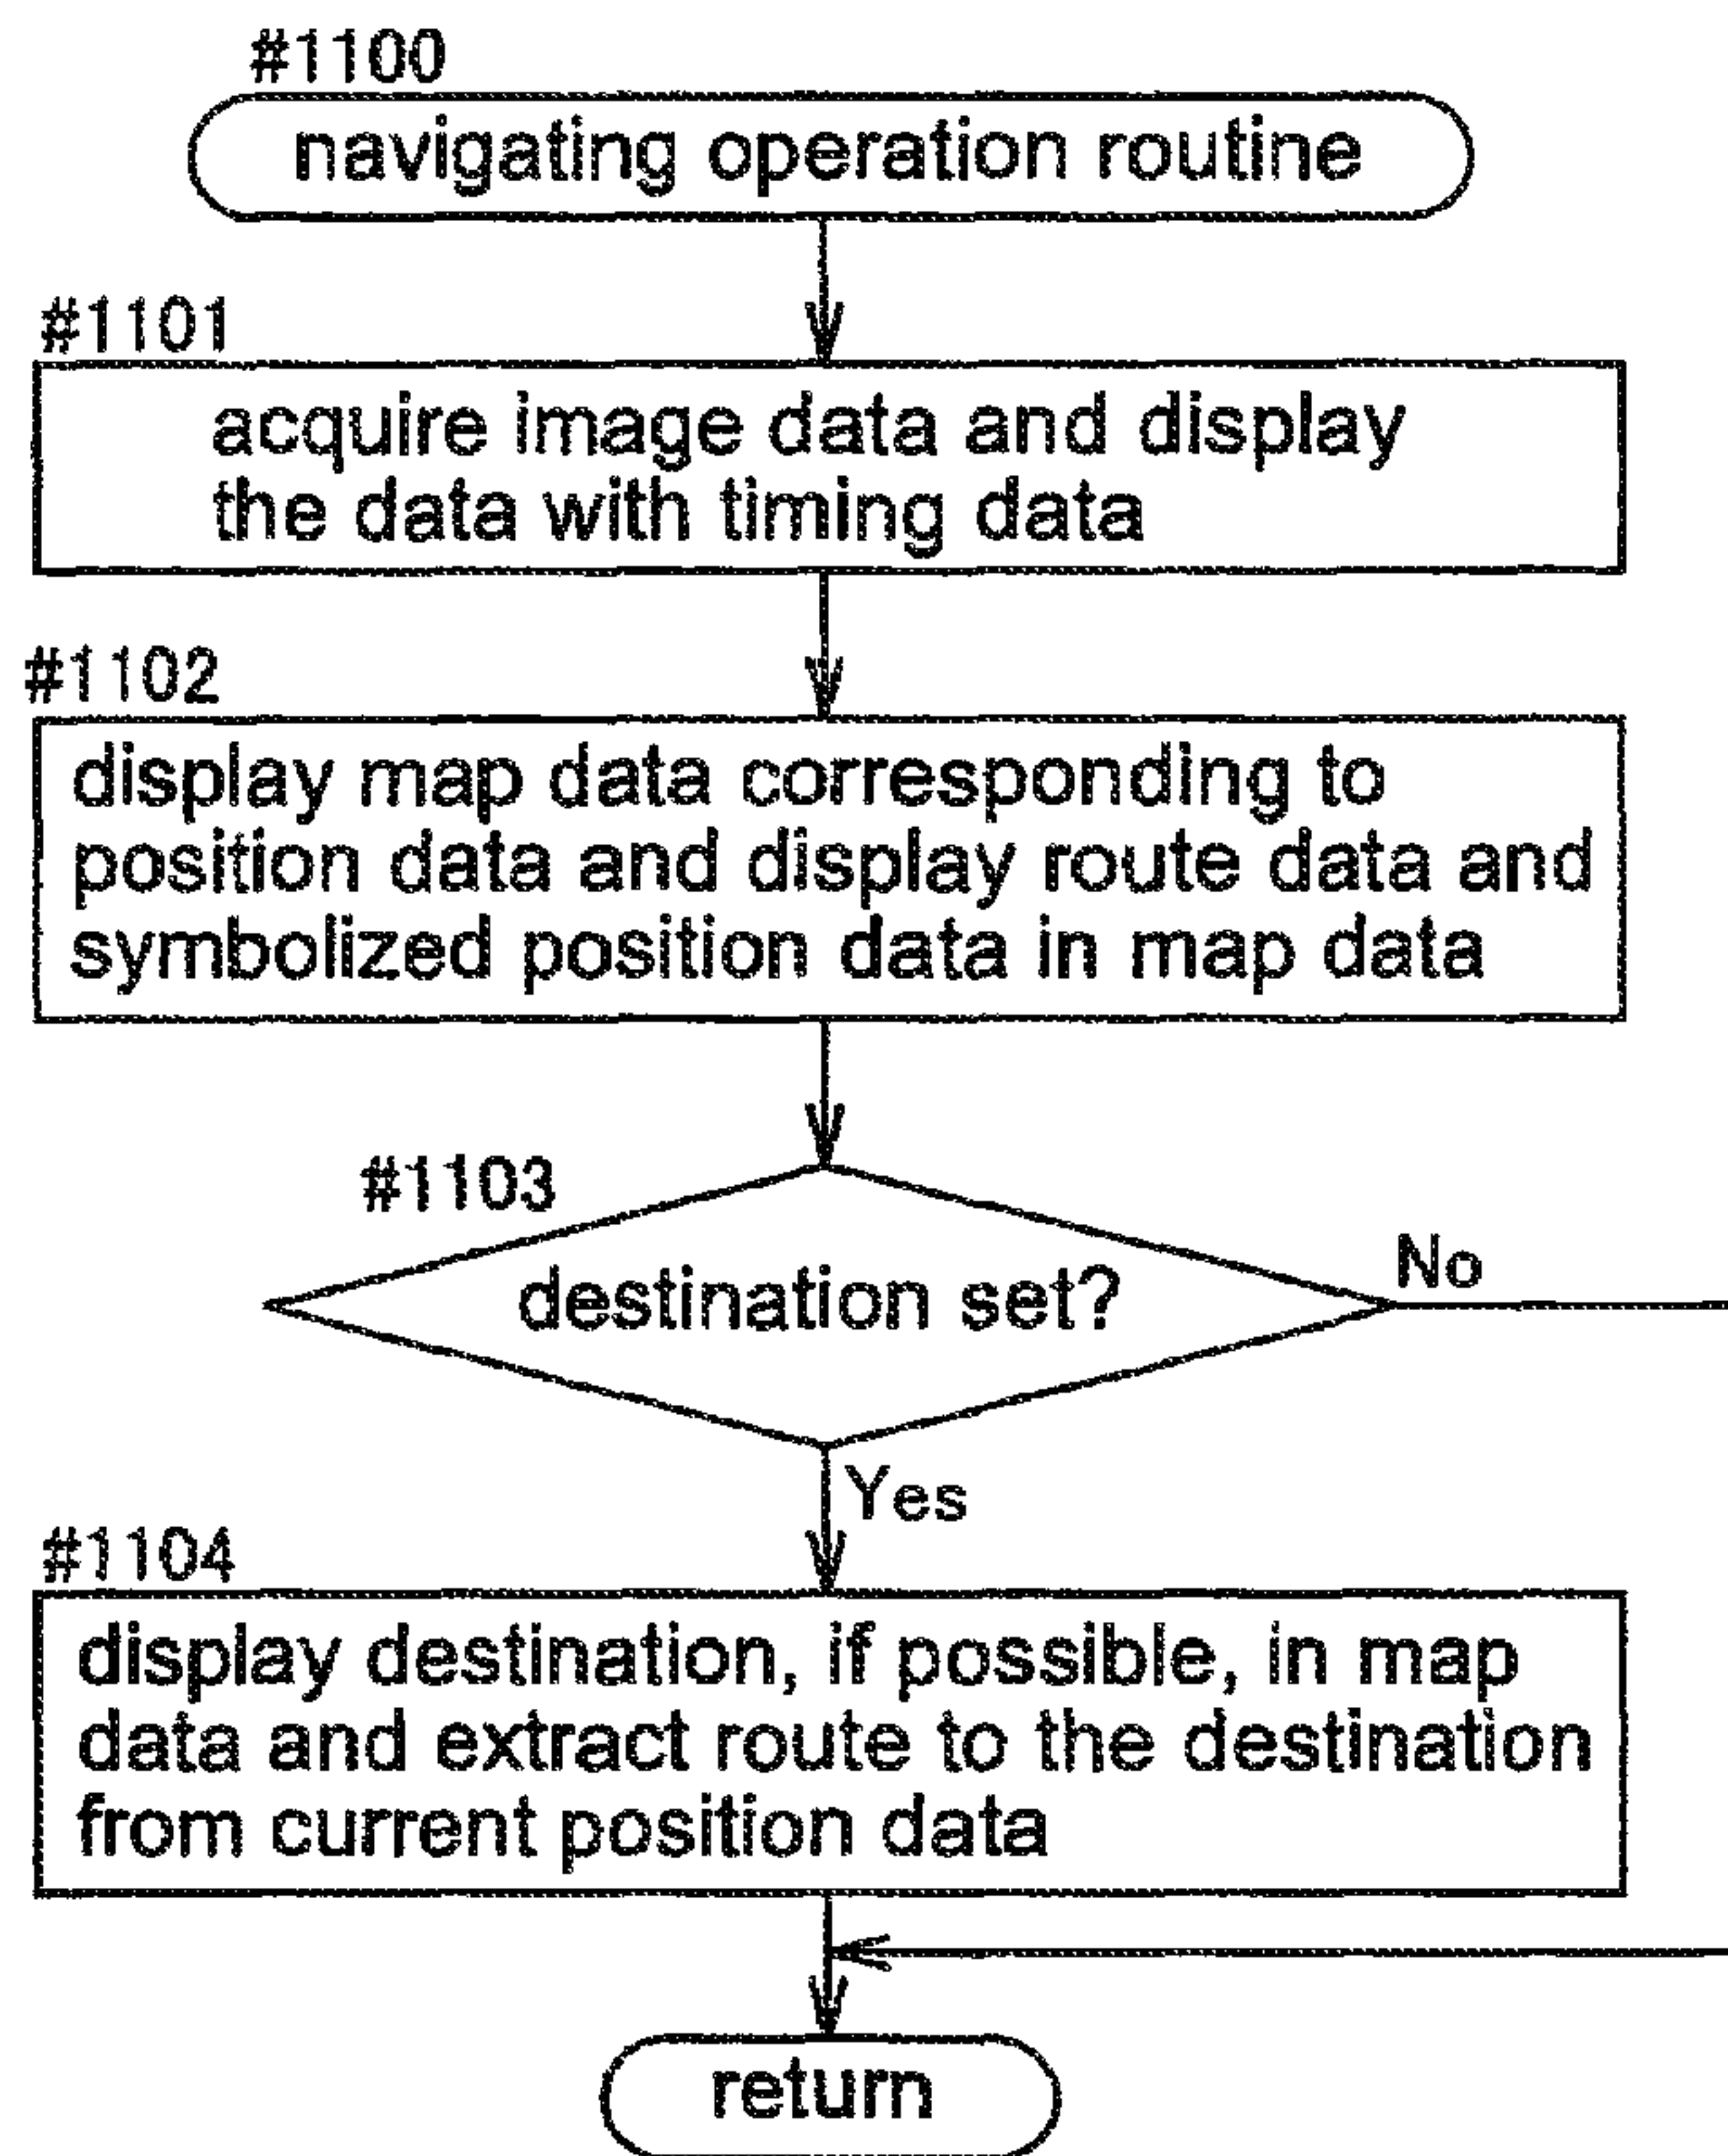 #1100
navigating operation routine
#1101
acquire image data and display
the data with timing data
#1102
display map data corresponding to
position data and display route data and
symbolized position data in map data
#1103
destination set?
No
Yes
#1104
display destination, if possible, in map
data and extract route to the destination
from current position data
return